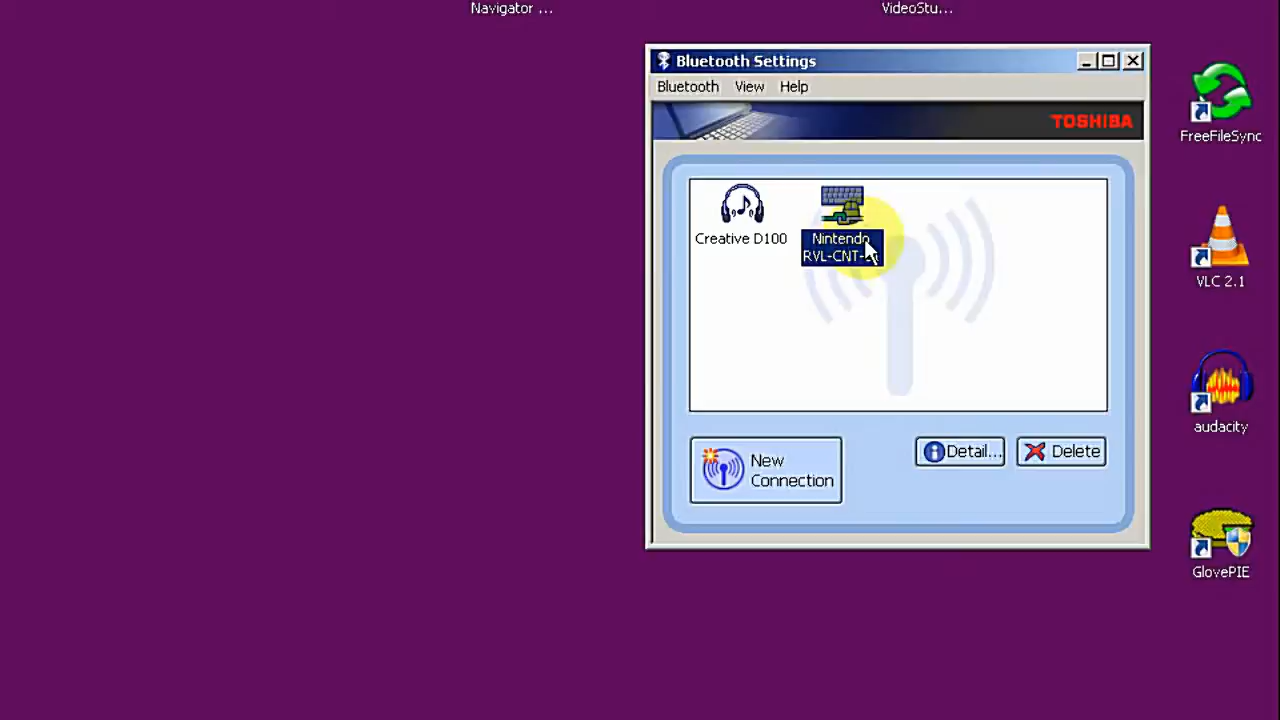 Navigator ...
VideoStu...
Bluetooth Settings
Bluetooth View Help
TOSHIBA
Creative D100
Nintendo
RVL-CNT-
New
Connection
Detail...
Delete
FreeFileSync
VLC 2.1
audacity
GlovePIE